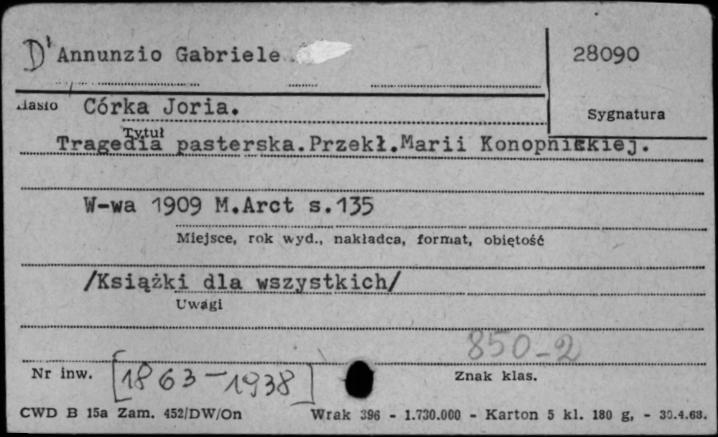 D'Annunzio Gabriele
28090
Hasło Córka Joria.
Sygnatura
Tytuł
Tragedia pasterska.Przekł.Marii Konopnickiej.
W-wa 1909 M.Arct s.135
Miejsce, rok wyd., nakładca, format, objętość
/Książki dla wszystkich/
Uwagi
850-2
Nr inw. [1863-1938]
Znak klas.
CWD B 15a Zam. 452/DW/On Wrak 396 - 1.730.000 - Karton 5 kl. 180 g, - 30.4.68.